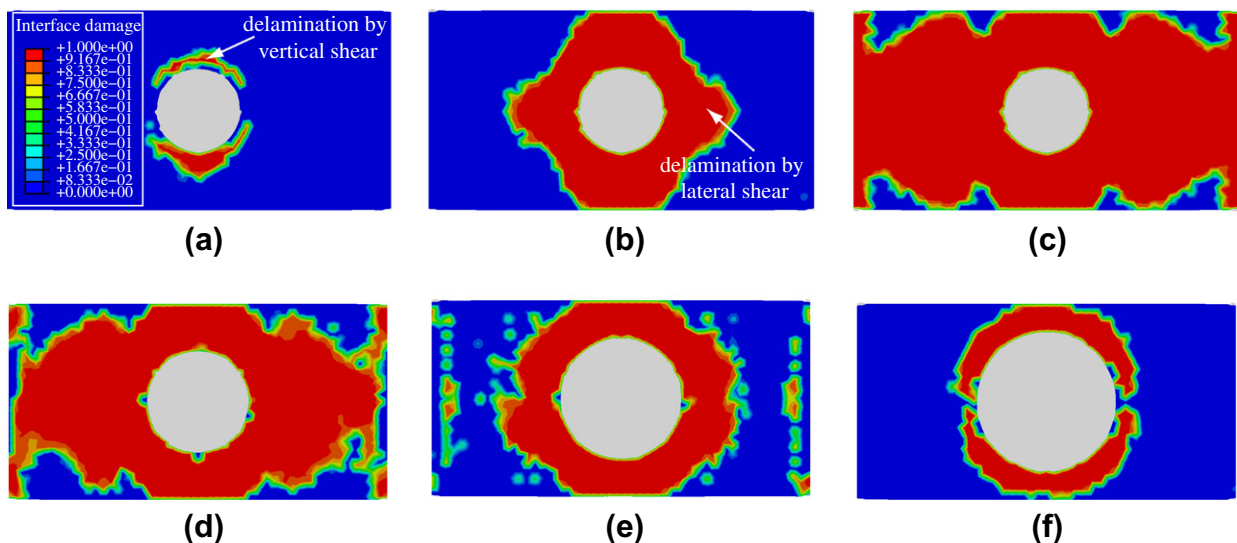 Interface damage
+1.000e+00
+9.167e−01
+8.333e−01
+7.500e−01
+6.667e−01
+5.833e−01
+5.000e−01
+4.167e−01
+3.333e−01
+2.500e−01
+1.667e−01
+8.333e−02
+0.000e+00
delamination by
vertical shear
delamination by
lateral shear
(a)
(b)
(c)
(d)
(e)
(f)